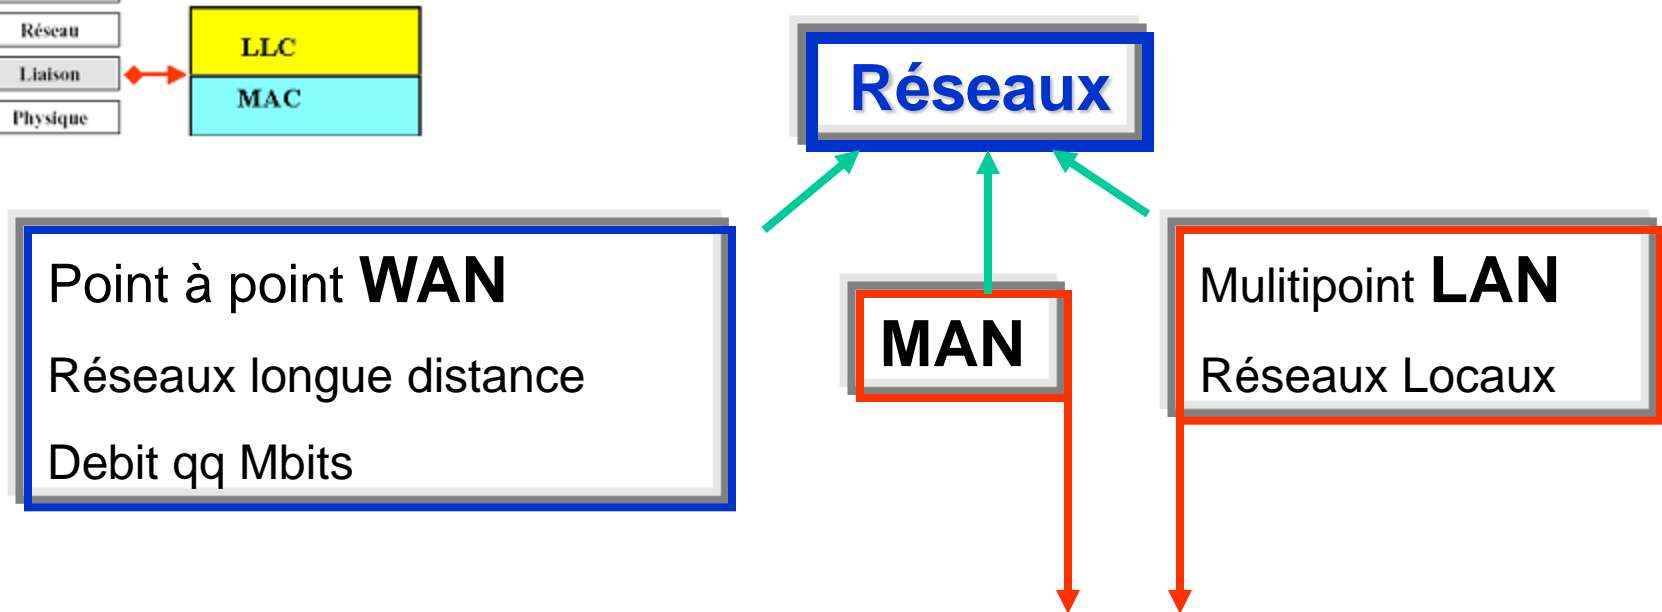 Réseau
Liaison
Physique
LLC
MAC
Réseaux
Point à point WAN
Réseaux longue distance
Debit qq Mbits
MAN
Mulitipoint LAN
Réseaux Locaux